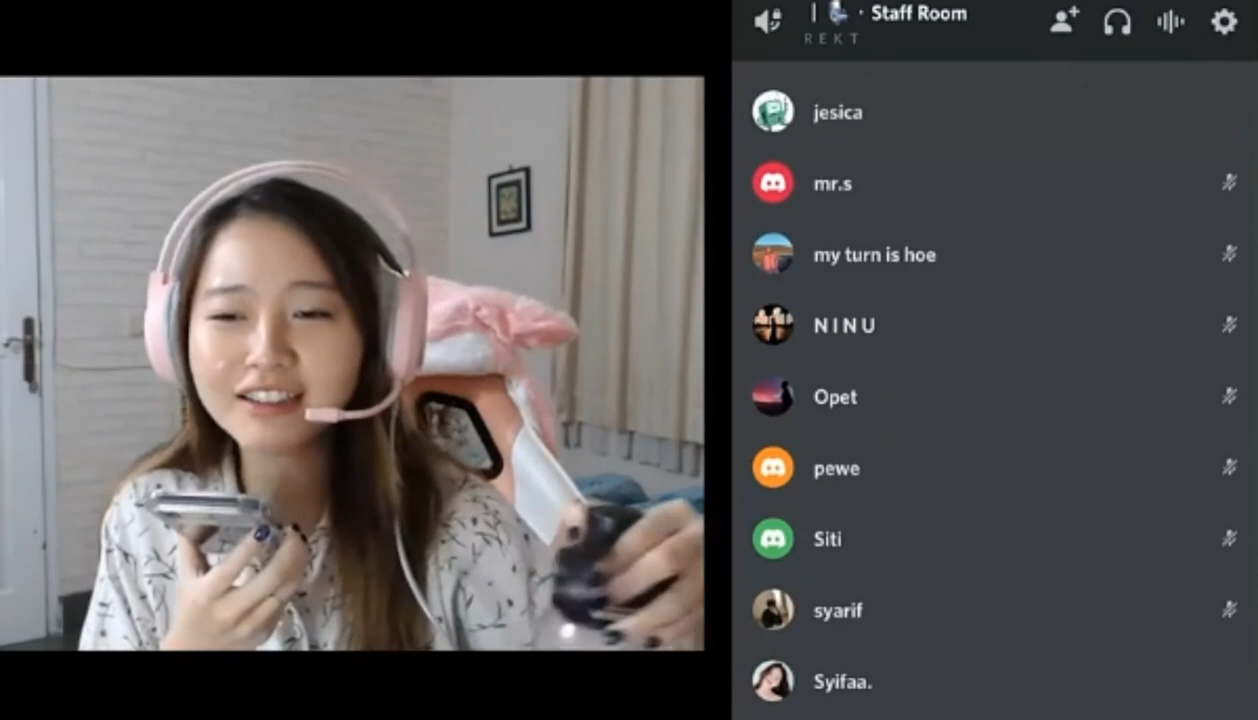 Staff Room
REKT
jesica
mr.s
my turn is hoe
NINU
Opet
pewe
Siti
syarif
Syifaa.